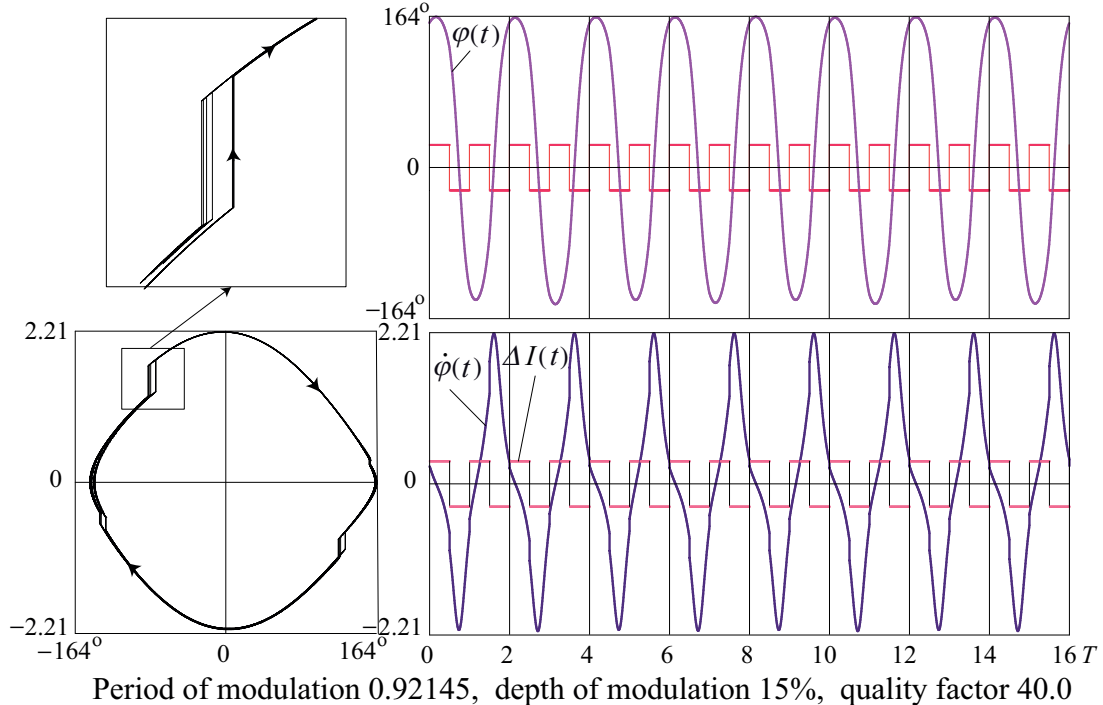 164°
φ(t)
0
−164°
2.21
0
−2.21
−164° 0 164°
2.21
φ̇(t) ΔI(t)
0
−2.21
0 2 4 6 8 10 12 14 16 T
Period of modulation 0.92145, depth of modulation 15%, quality factor 40.0